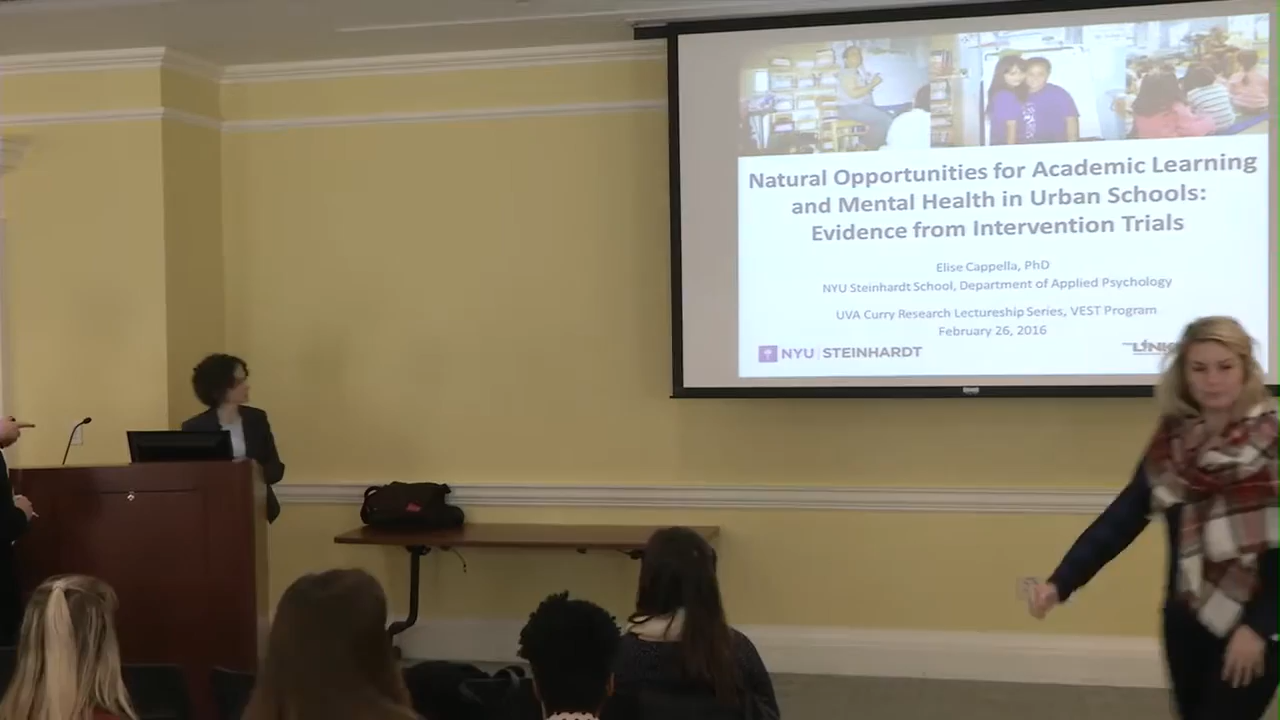 Natural Opportunities for Academic Learning
and Mental Health in Urban Schools:
Evidence from Intervention Trials
Elise Cappella, PhD
NYU Steinhardt School, Department of Applied Psychology
UVA Curry Research Lectureship Series, VEST Program
February 26, 2016
NYU STEINHARDT
LINK